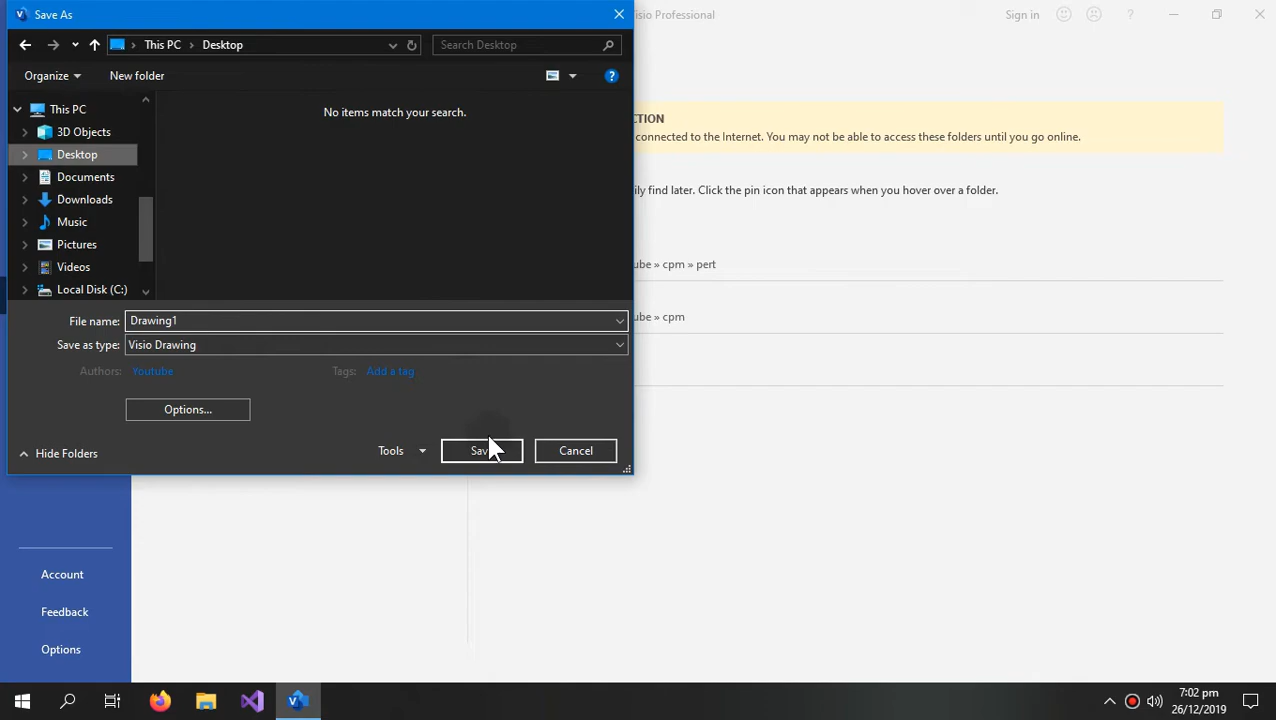 Save As
isio Professional
Sign in
This PC
Desktop
Search Desktop
Organize
New folder
CTION
connected to the Internet. You may not be able to access these folders until you go online.
ily find later. Click the pin icon that appears when you hover over a folder.
ube » cpm » pert
ube » cpm
No items match your search.
This PC
3D Objects
Desktop
Documents
Downloads
Music
Pictures
Videos
Local Disk (C:)
File name: Drawing1
Save as type: Visio Drawing
Authors: Youtube
Tags: Add a tag
Options...
Hide Folders
Tools
Sav
Cancel
Account
Feedback
Options
7:02 pm
26/12/2019